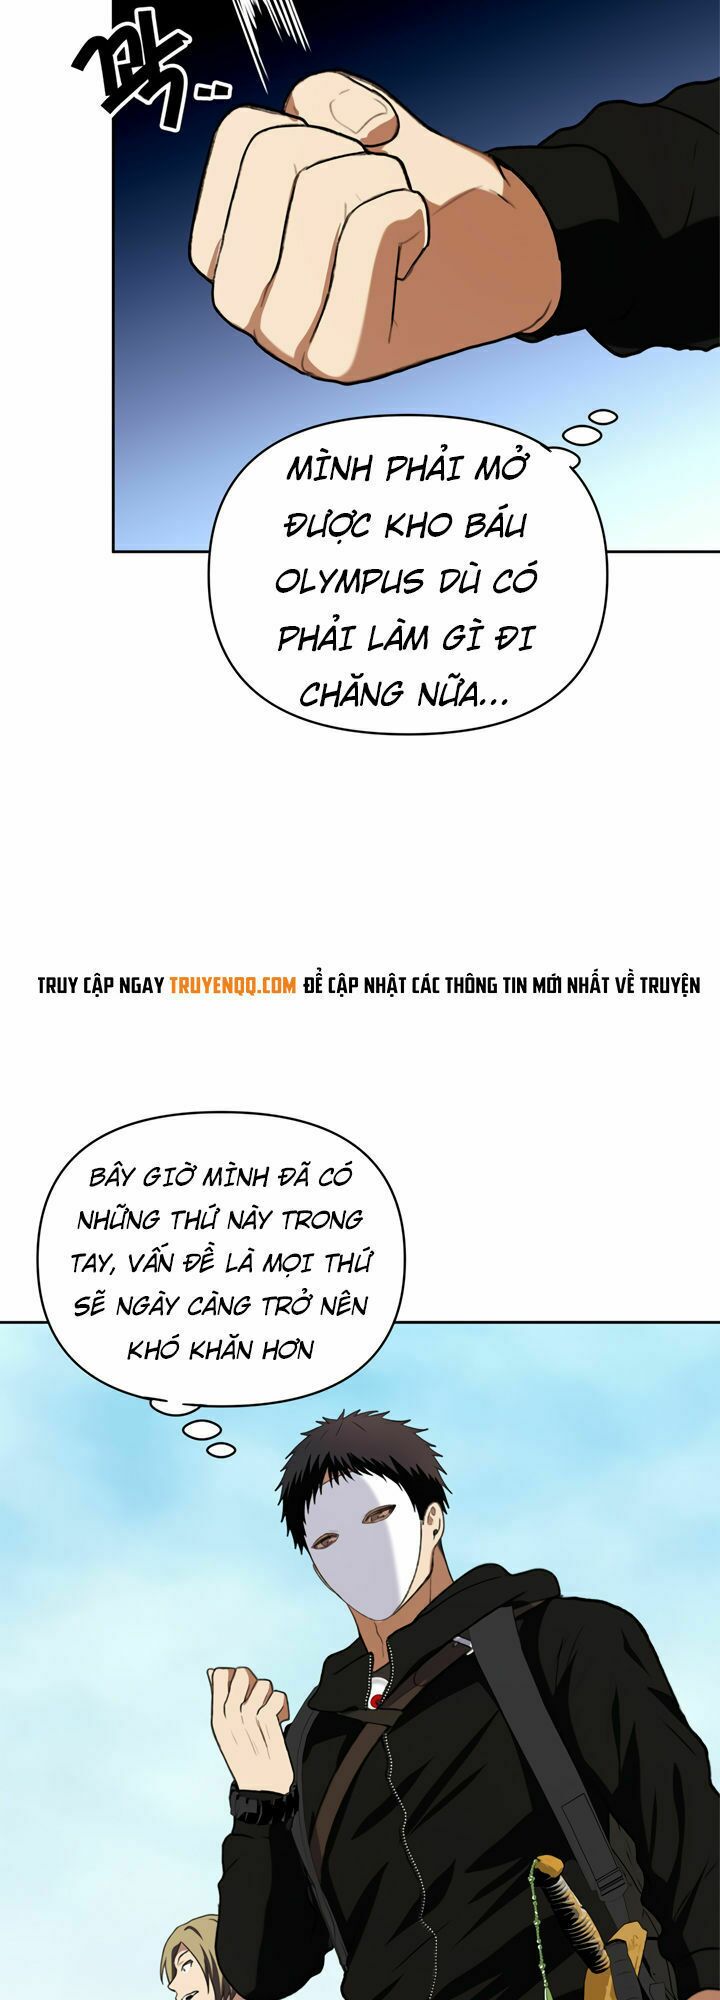 콱..
MÌNH PHẢI MỞ
ĐƯỢC KHO BÁU
OLYMPUS DÙ CÓ
PHẢI LÀM GÌ ĐI
CHĂNG NỮA...
TRUY CẬP NGAY TRUYENQQ.COM ĐỂ CẬP NHẬT CÁC THÔNG TIN MỚI NHẤT VỀ TRUYỆN
BÂY GIỜ MÌNH ĐÃ CÓ
NHỮNG THỨ NÀY TRONG
TAY, VẤN ĐỀ LÀ MỌI THỨ
SẼ NGÀY CÀNG TRỞ NÊN
KHÓ KHĂN HƠN